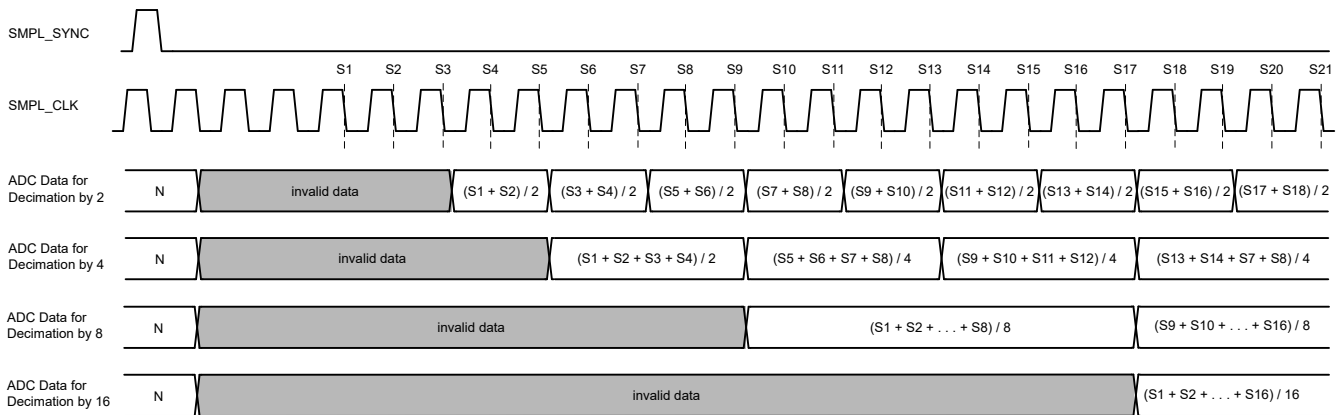 SMPL_SYNC
S1 S2 S3 S4 S5 S6 S7 S8 S9 S10 S11 S12 S13 S14 S15 S16 S17 S18 S19 S20 S21
SMPL_CLK
ADC Data for
Decimation by 2
N invalid data (S1 + S2) / 2 (S3 + S4) / 2 (S5 + S6) / 2 (S7 + S8) / 2 (S9 + S10) / 2 (S11 + S12) / 2 (S13 + S14) / 2 (S15 + S16) / 2 (S17 + S18) / 2
ADC Data for
Decimation by 4
N invalid data (S1 + S2 + S3 + S4) / 2 (S5 + S6 + S7 + S8) / 4 (S9 + S10 + S11 + S12) / 4 (S13 + S14 + S7 + S8) / 4
ADC Data for
Decimation by 8
N invalid data (S1 + S2 + . . . + S8) / 8 (S9 + S10 + . . . + S16) / 8
ADC Data for
Decimation by 16
N invalid data (S1 + S2 + . . . + S16) / 16